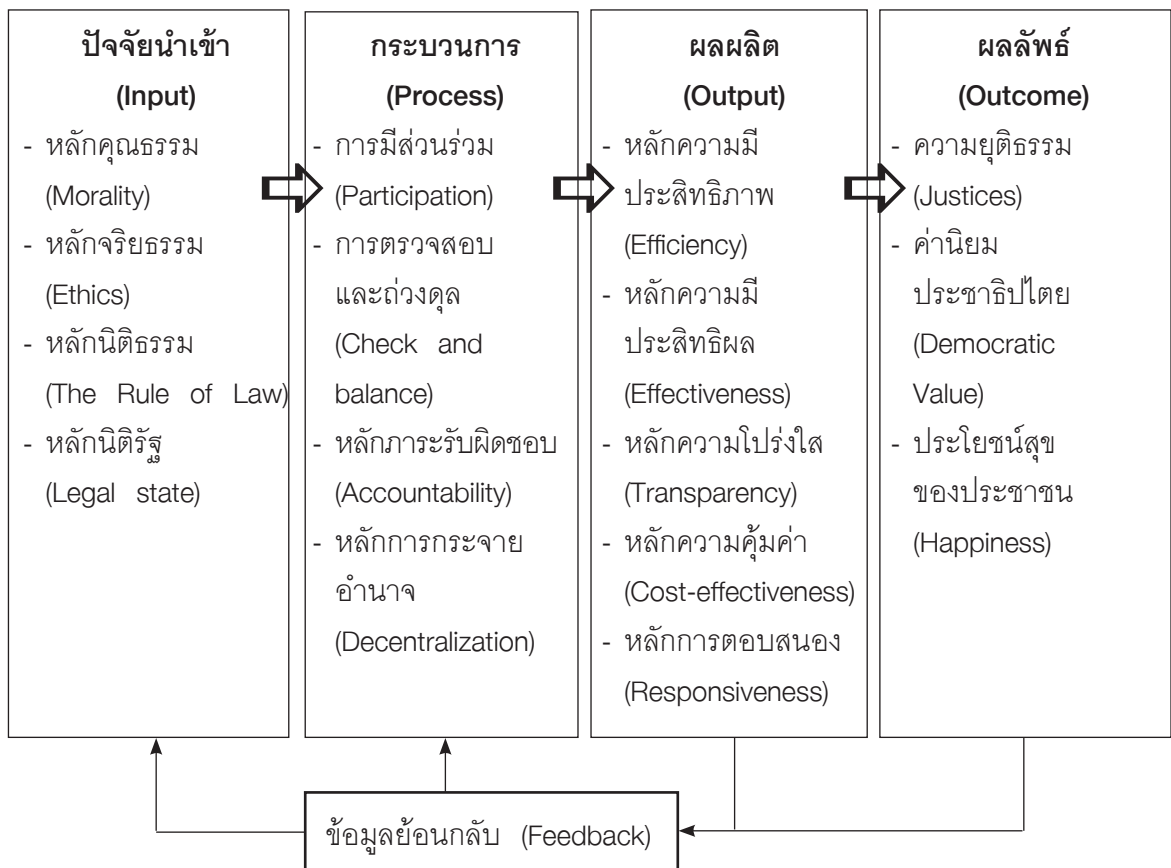 ปัจจัยนำเข้า
(Input)
- หลักคุณธรรม
(Morality)
- หลักจริยธรรม
(Ethics)
- หลักนิติธรรม
(The Rule of Law)
- หลักนิติรัฐ
(Legal state)
กระบวนการ
(Process)
- การมีส่วนร่วม
(Participation)
- การตรวจสอบ
และถ่วงดุล
(Check and
balance)
- หลักภาระรับผิดชอบ
(Accountability)
- หลักการกระจาย
อำนาจ
(Decentralization)
ผลผลิต
(Output)
- หลักความมี
ประสิทธิภาพ
(Efficiency)
- หลักความมี
ประสิทธิผล
(Effectiveness)
- หลักความโปร่งใส
(Transparency)
- หลักความคุ้มค่า
(Cost-effectiveness)
- หลักการตอบสนอง
(Responsiveness)
ผลลัพธ์
(Outcome)
- ความยุติธรรม
(Justices)
- ค่านิยม
ประชาธิปไตย
(Democratic
Value)
- ประโยชน์สุข
ของประชาชน
(Happiness)
ข้อมูลย้อนกลับ (Feedback)